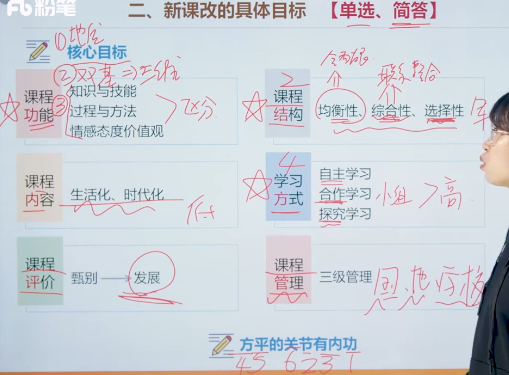 粉笔
二、新课改的具体目标 【单选、简答】
①地位
核心目标
②双基⇒三维
③
课程功能
知识与技能
过程与方法
情感态度价值观
区分
2
课程结构
全面
联系 整合
均衡性、综合性、选择性
课程内容
生活化、时代化
低
4
学习方式
自主学习
合作学习
探究学习
小组
高
课程评价
甄别 → 发展
课程管理
三级管理
国、地、学校
方平的关节有内功
45 6231